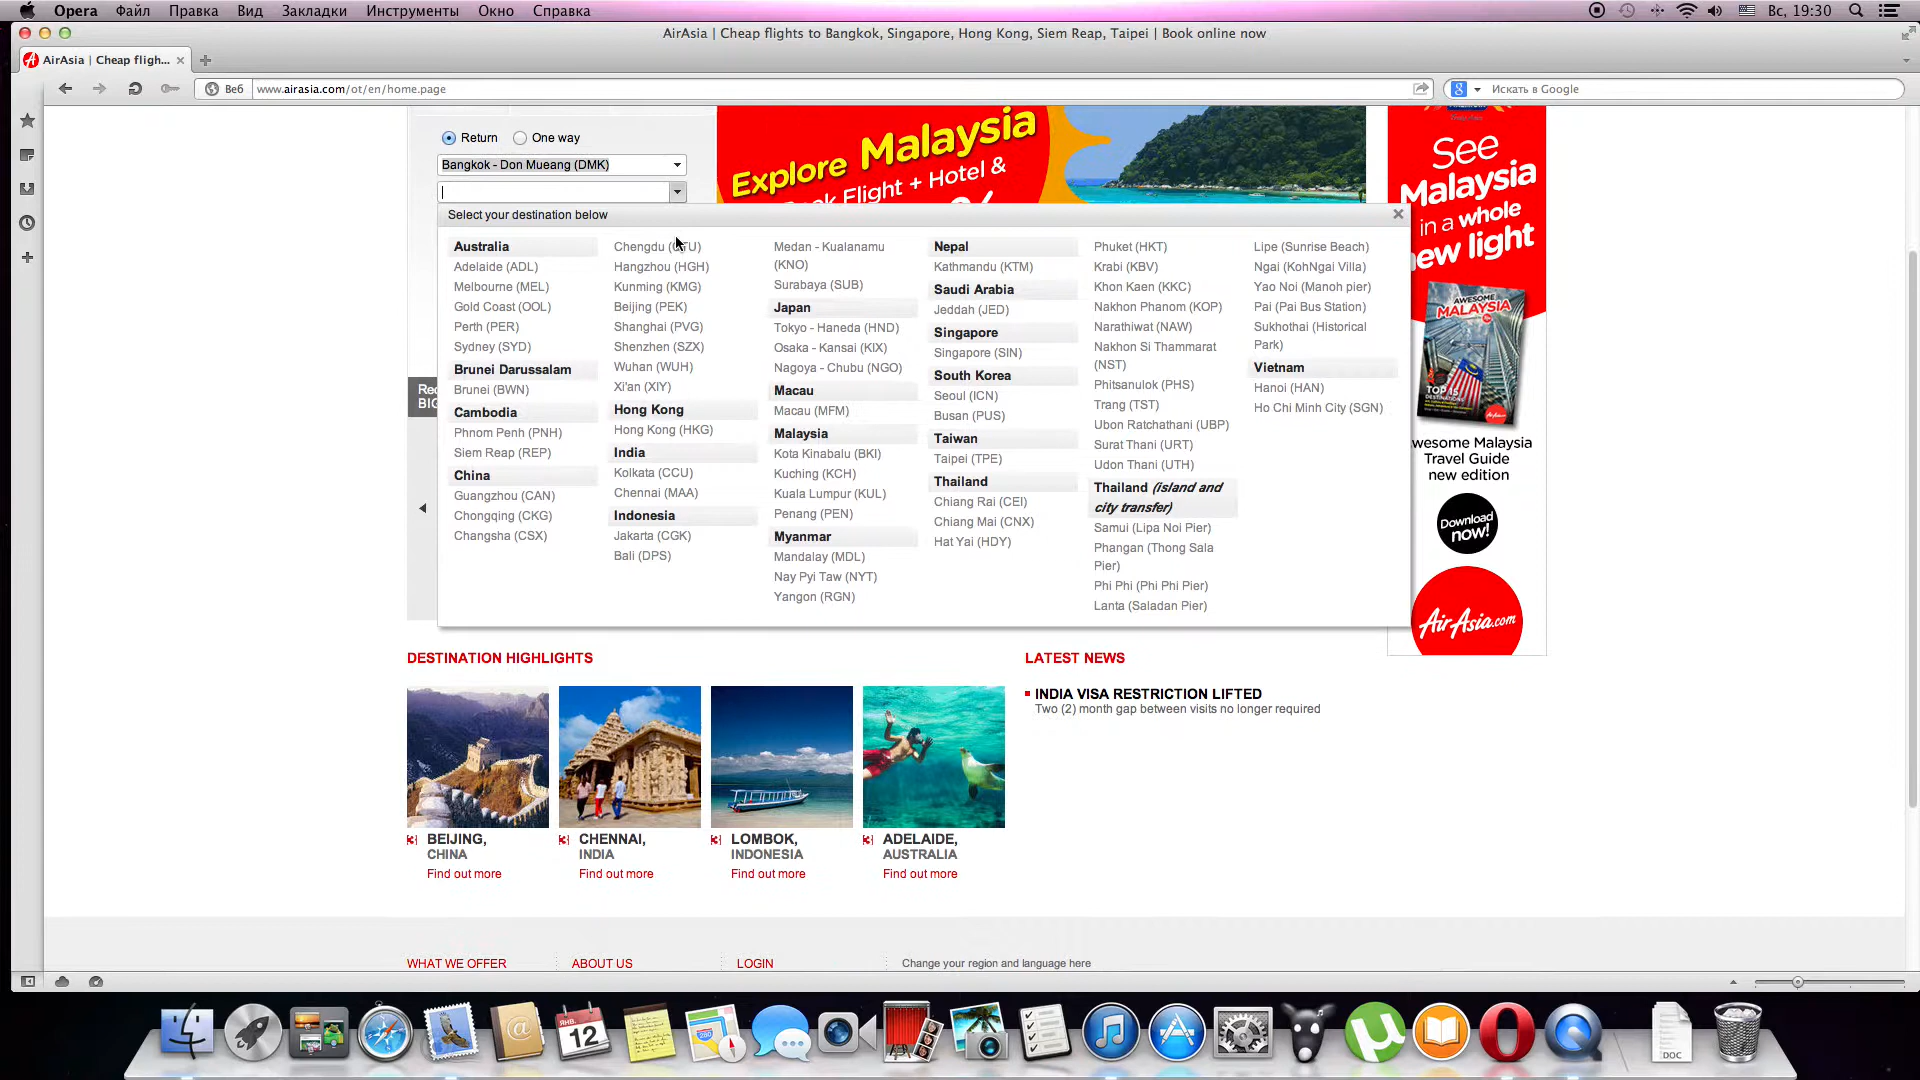 Opera Файл Правка Вид Закладки Инструменты Окно Справка Вс, 19:30
AirAsia | Cheap flights to Bangkok, Singapore, Hong Kong, Siem Reap, Taipei | Book online now
AirAsia | Cheap fligh...
Веб www.airasia.com/ot/en/home.page Искать в Google
Return One way
Bangkok - Don Mueang (DMK)
Select your destination below
Australia
Adelaide (ADL)
Melbourne (MEL)
Gold Coast (OOL)
Perth (PER)
Sydney (SYD)
Brunei Darussalam
Brunei (BWN)
Cambodia
Phnom Penh (PNH)
Siem Reap (REP)
China
Guangzhou (CAN)
Chongqing (CKG)
Changsha (CSX)
Chengdu (CTU)
Hangzhou (HGH)
Kunming (KMG)
Beijing (PEK)
Shanghai (PVG)
Shenzhen (SZX)
Wuhan (WUH)
Xi'an (XIY)
Hong Kong
Hong Kong (HKG)
India
Kolkata (CCU)
Chennai (MAA)
Indonesia
Jakarta (CGK)
Bali (DPS)
Medan - Kualanamu
(KNO)
Surabaya (SUB)
Japan
Tokyo - Haneda (HND)
Osaka - Kansai (KIX)
Nagoya - Chubu (NGO)
Macau
Macau (MFM)
Malaysia
Kota Kinabalu (BKI)
Kuching (KCH)
Kuala Lumpur (KUL)
Penang (PEN)
Myanmar
Mandalay (MDL)
Nay Pyi Taw (NYT)
Yangon (RGN)
Nepal
Kathmandu (KTM)
Saudi Arabia
Jeddah (JED)
Singapore
Singapore (SIN)
South Korea
Seoul (ICN)
Busan (PUS)
Taiwan
Taipei (TPE)
Thailand
Chiang Rai (CEI)
Chiang Mai (CNX)
Hat Yai (HDY)
Phuket (HKT)
Krabi (KBV)
Khon Kaen (KKC)
Nakhon Phanom (KOP)
Narathiwat (NAW)
Nakhon Si Thammarat
(NST)
Phitsanulok (PHS)
Trang (TST)
Ubon Ratchathani (UBP)
Surat Thani (URT)
Udon Thani (UTH)
Thailand (island and
city transfer)
Samui (Lipa Noi Pier)
Phangan (Thong Sala
Pier)
Phi Phi (Phi Phi Pier)
Lanta (Saladan Pier)
Lipe (Sunrise Beach)
Ngai (KohNgai Villa)
Yao Noi (Manoh pier)
Pai (Pai Bus Station)
Sukhothai (Historical
Park)
Vietnam
Hanoi (HAN)
Ho Chi Minh City (SGN)
Explore Malaysia
Flight + Hotel &
See
Malaysia
in a whole
new light
AWESOME
MALAYSIA
wesome Malaysia
Travel Guide
new edition
Download
now!
AirAsia.com
DESTINATION HIGHLIGHTS
BEIJING,
CHINA
Find out more
CHENNAI,
INDIA
Find out more
LOMBOK,
INDONESIA
Find out more
ADELAIDE,
AUSTRALIA
Find out more
LATEST NEWS
INDIA VISA RESTRICTION LIFTED
Two (2) month gap between visits no longer required
WHAT WE OFFER ABOUT US LOGIN Change your region and language here
ЯНВ.
12
DOC